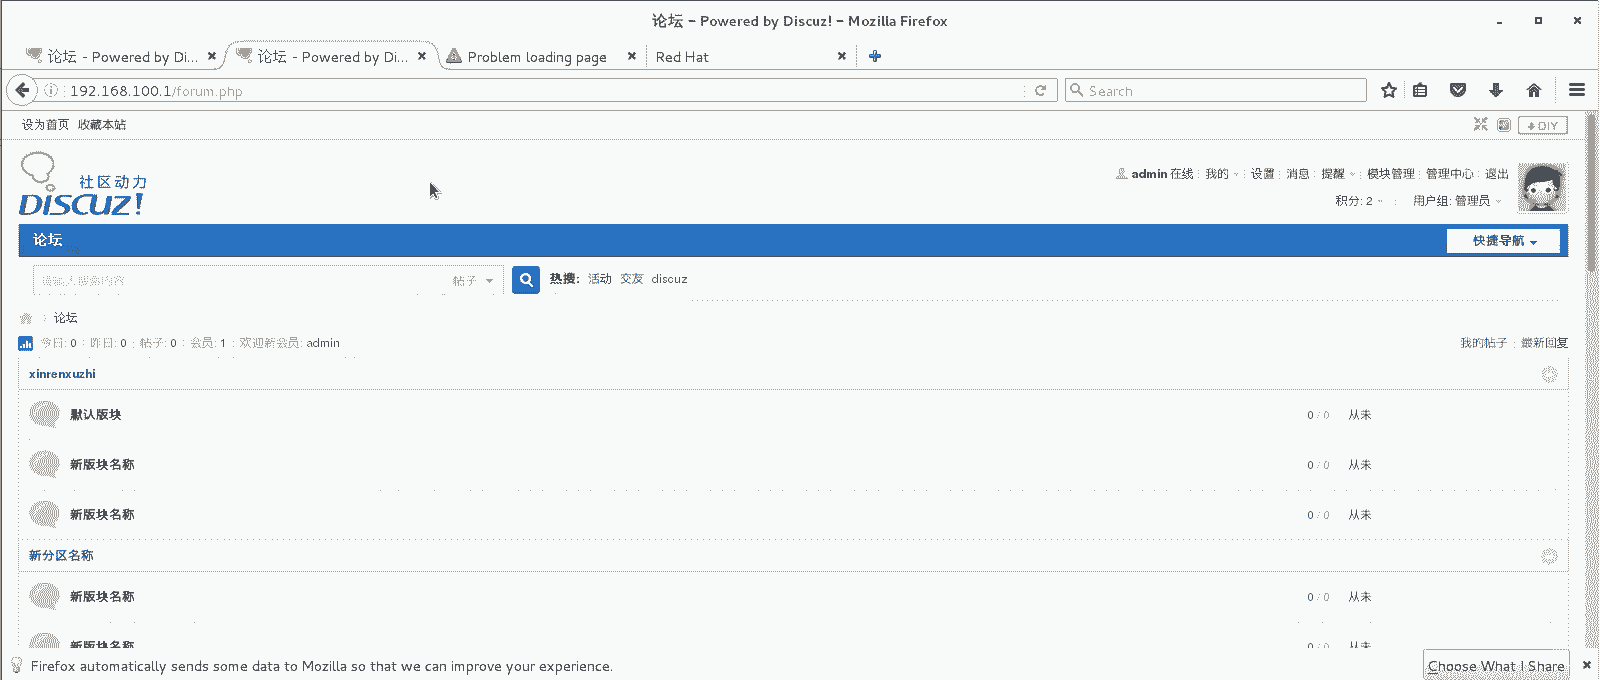 论坛 - Powered by Discuz! - Mozilla Firefox
论坛 - Powered by Di... 论坛 - Powered by Di... Problem loading page Red Hat
192.168.100.1/forum.php Search
设为首页 收藏本站 DIY
社区动力
DISCUZ!
admin 在线 我的 设置 消息 提醒 模块管理 管理中心 退出
积分: 2 用户组: 管理员
论坛 快捷导航
请输入搜索内容 帖子 热搜: 活动 交友 discuz
论坛
今日: 0 昨日: 0 帖子: 0 会员: 1 欢迎新会员: admin 我的帖子 最新回复
xinrenxuzhi
默认版块 0 / 0 从未
新版块名称 0 / 0 从未
新版块名称 0 / 0 从未
新分区名称
新版块名称 0 / 0 从未
新版块名称 0 / 0 从未
Firefox automatically sends some data to Mozilla so that we can improve your experience. Choose What I Share